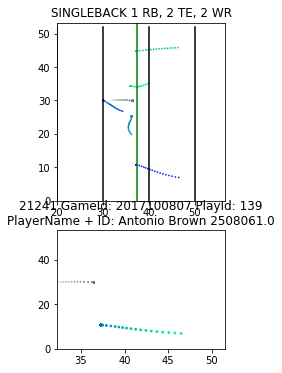 SINGLEBACK 1 RB, 2 TE, 2 WR
50
40
30
20
10
0
20 30 40 50
21241 GameId: 2017100807 PlayId: 139
PlayerName + ID: Antonio Brown 2508061.0
40
20
0
35 40 45 50